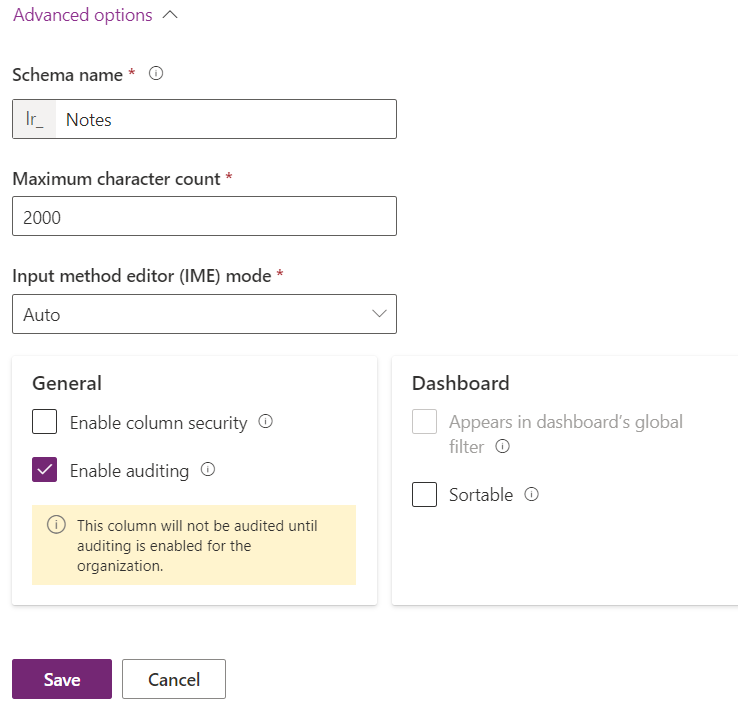 Advanced options
Schema name *
lr_ Notes
Maximum character count *
2000
Input method editor (IME) mode *
Auto
General
Enable column security
Enable auditing
This column will not be audited until
auditing is enabled for the
organization.
Dashboard
Appears in dashboard's global
filter
Sortable
Save
Cancel